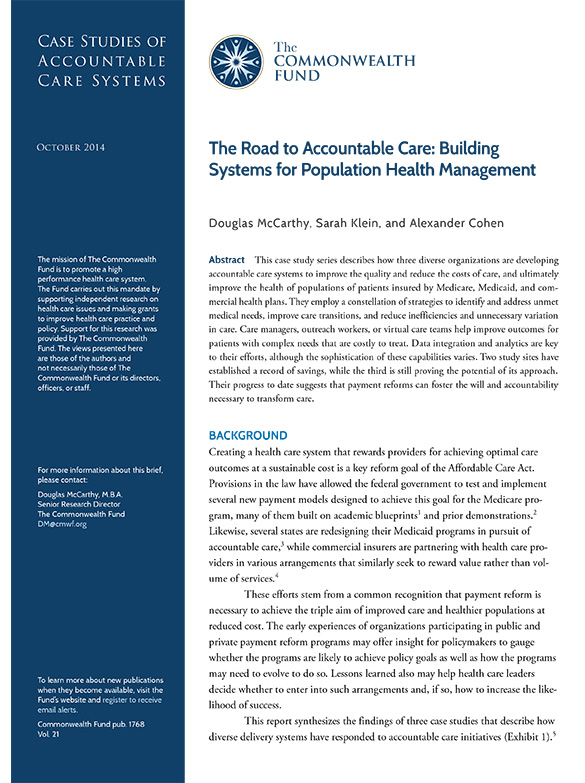 CASE STUDIES OF
ACCOUNTABLE
CARE SYSTEMS
OCTOBER 2014
The mission of The Commonwealth
Fund is to promote a high
performance health care system.
The Fund carries out this mandate by
supporting independent research on
health care issues and making grants
to improve health care practice and
policy. Support for this research was
provided by The Commonwealth
Fund. The views presented here
are those of the authors and
not necessarily those of The
Commonwealth Fund or its directors,
officers, or staff.
For more information about this brief,
please contact:
Douglas McCarthy, M.B.A.
Senior Research Director
The Commonwealth Fund
DM@cmwf.org
To learn more about new publications
when they become available, visit the
Fund's website and register to receive
email alerts.
Commonwealth Fund pub. 1768
Vol. 21
The
COMMONWEALTH
FUND
The Road to Accountable Care: Building
Systems for Population Health Management
Douglas McCarthy, Sarah Klein, and Alexander Cohen
Abstract This case study series describes how three diverse organizations are developing
accountable care systems to improve the quality and reduce the costs of care, and ultimately
improve the health of populations of patients insured by Medicare, Medicaid, and com-
mercial health plans. They employ a constellation of strategies to identify and address unmet
medical needs, improve care transitions, and reduce inefficiencies and unnecessary variation
in care. Care managers, outreach workers, or virtual care teams help improve outcomes for
patients with complex needs that are costly to treat. Data integration and analytics are key
to their efforts, although the sophistication of these capabilities varies. Two study sites have
established a record of savings, while the third is still proving the potential of its approach.
Their progress to date suggests that payment reforms can foster the will and accountability
necessary to transform care.
BACKGROUND
Creating a health care system that rewards providers for achieving optimal care
outcomes at a sustainable cost is a key reform goal of the Affordable Care Act.
Provisions in the law have allowed the federal government to test and implement
several new payment models designed to achieve this goal for the Medicare pro-
gram, many of them built on academic blueprints¹ and prior demonstrations.²
Likewise, several states are redesigning their Medicaid programs in pursuit of
accountable care,³ while commercial insurers are partnering with health care pro-
viders in various arrangements that similarly seek to reward value rather than vol-
ume of services.⁴
These efforts stem from a common recognition that payment reform is
necessary to achieve the triple aim of improved care and healthier populations at
reduced cost. The early experiences of organizations participating in public and
private payment reform programs may offer insight for policymakers to gauge
whether the programs are likely to achieve policy goals as well as how the programs
may need to evolve to do so. Lessons learned also may help health care leaders
decide whether to enter into such arrangements and, if so, how to increase the like-
lihood of success.
This report synthesizes the findings of three case studies that describe how
diverse delivery systems have responded to accountable care initiatives (Exhibit 1).⁵